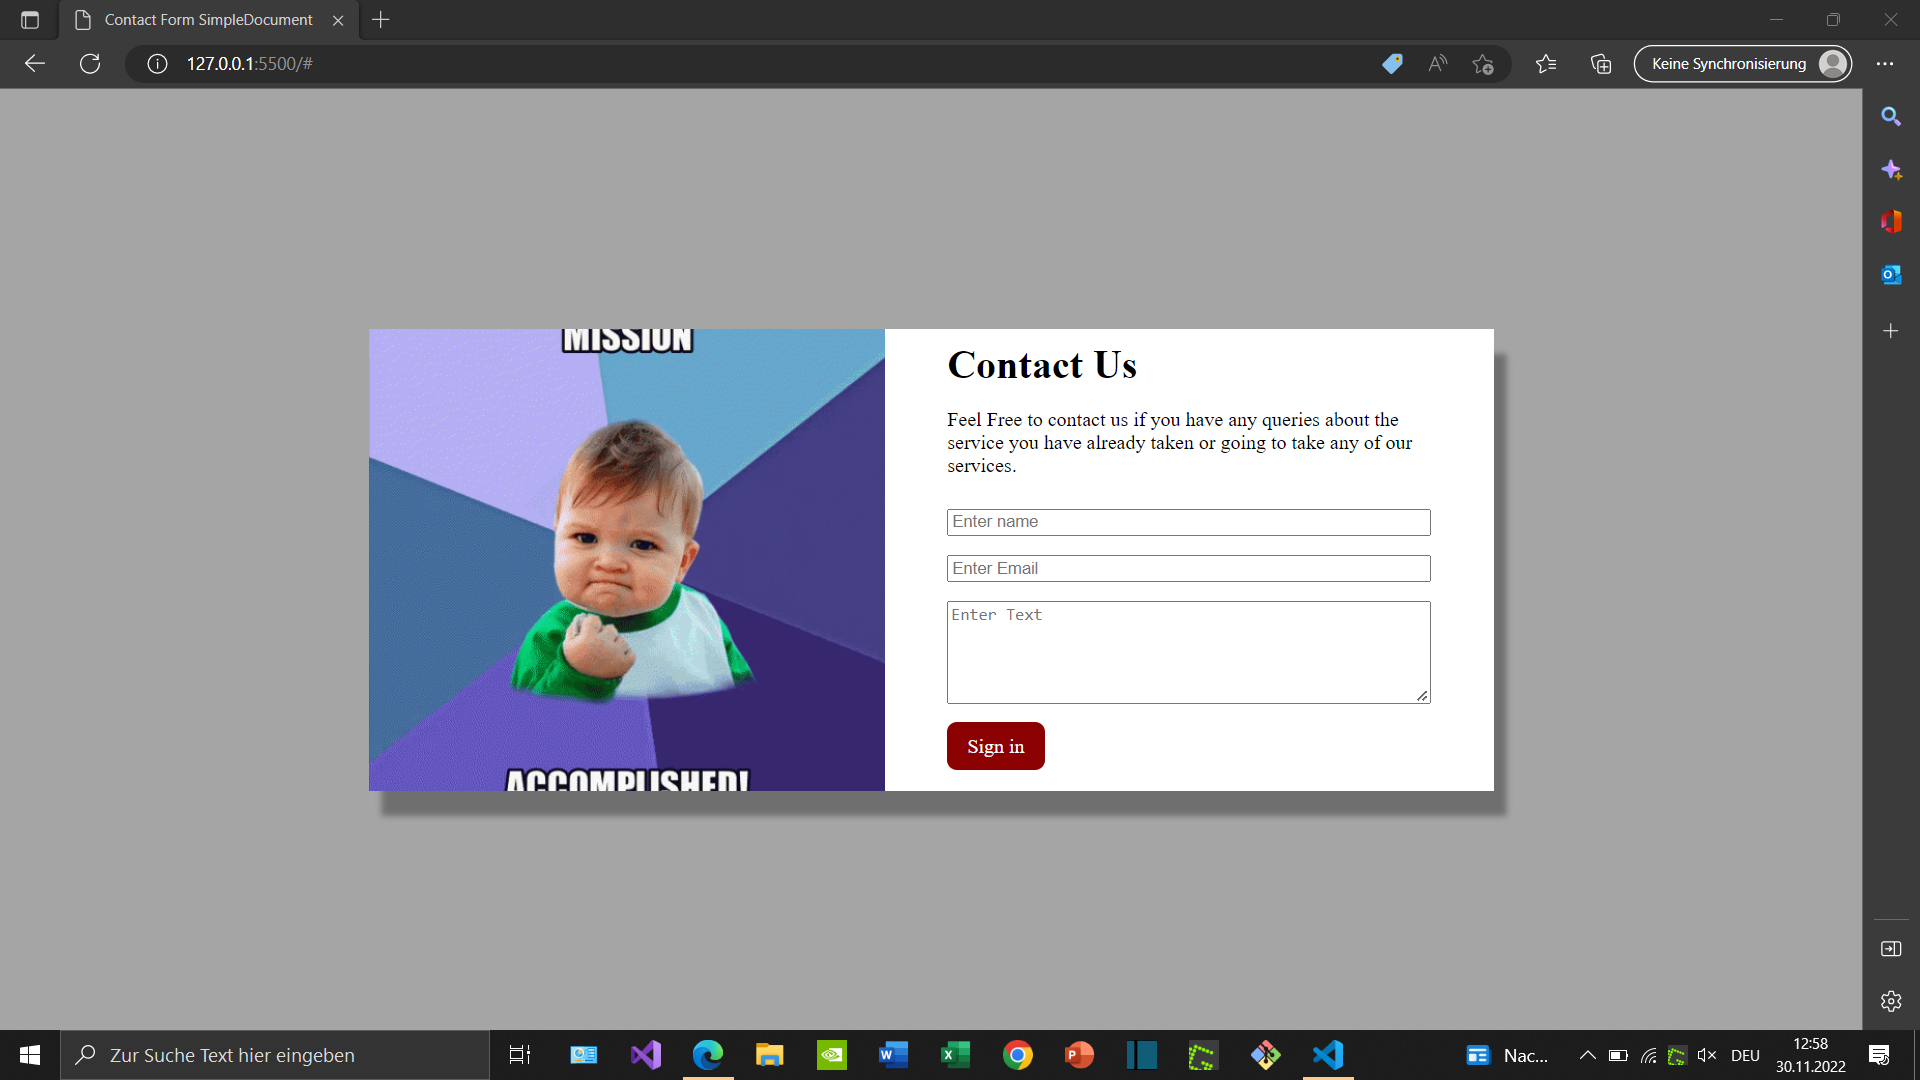 Contact Form SimpleDocument
127.0.0.1:5500/#
Keine Synchronisierung
MISSION
ACCOMPLISHED!
Contact Us
Feel Free to contact us if you have any queries about the
service you have already taken or going to take any of our
services.
Enter name
Enter Email
Enter Text
Sign in
Zur Suche Text hier eingeben
Nac...
DEU
12:58
30.11.2022